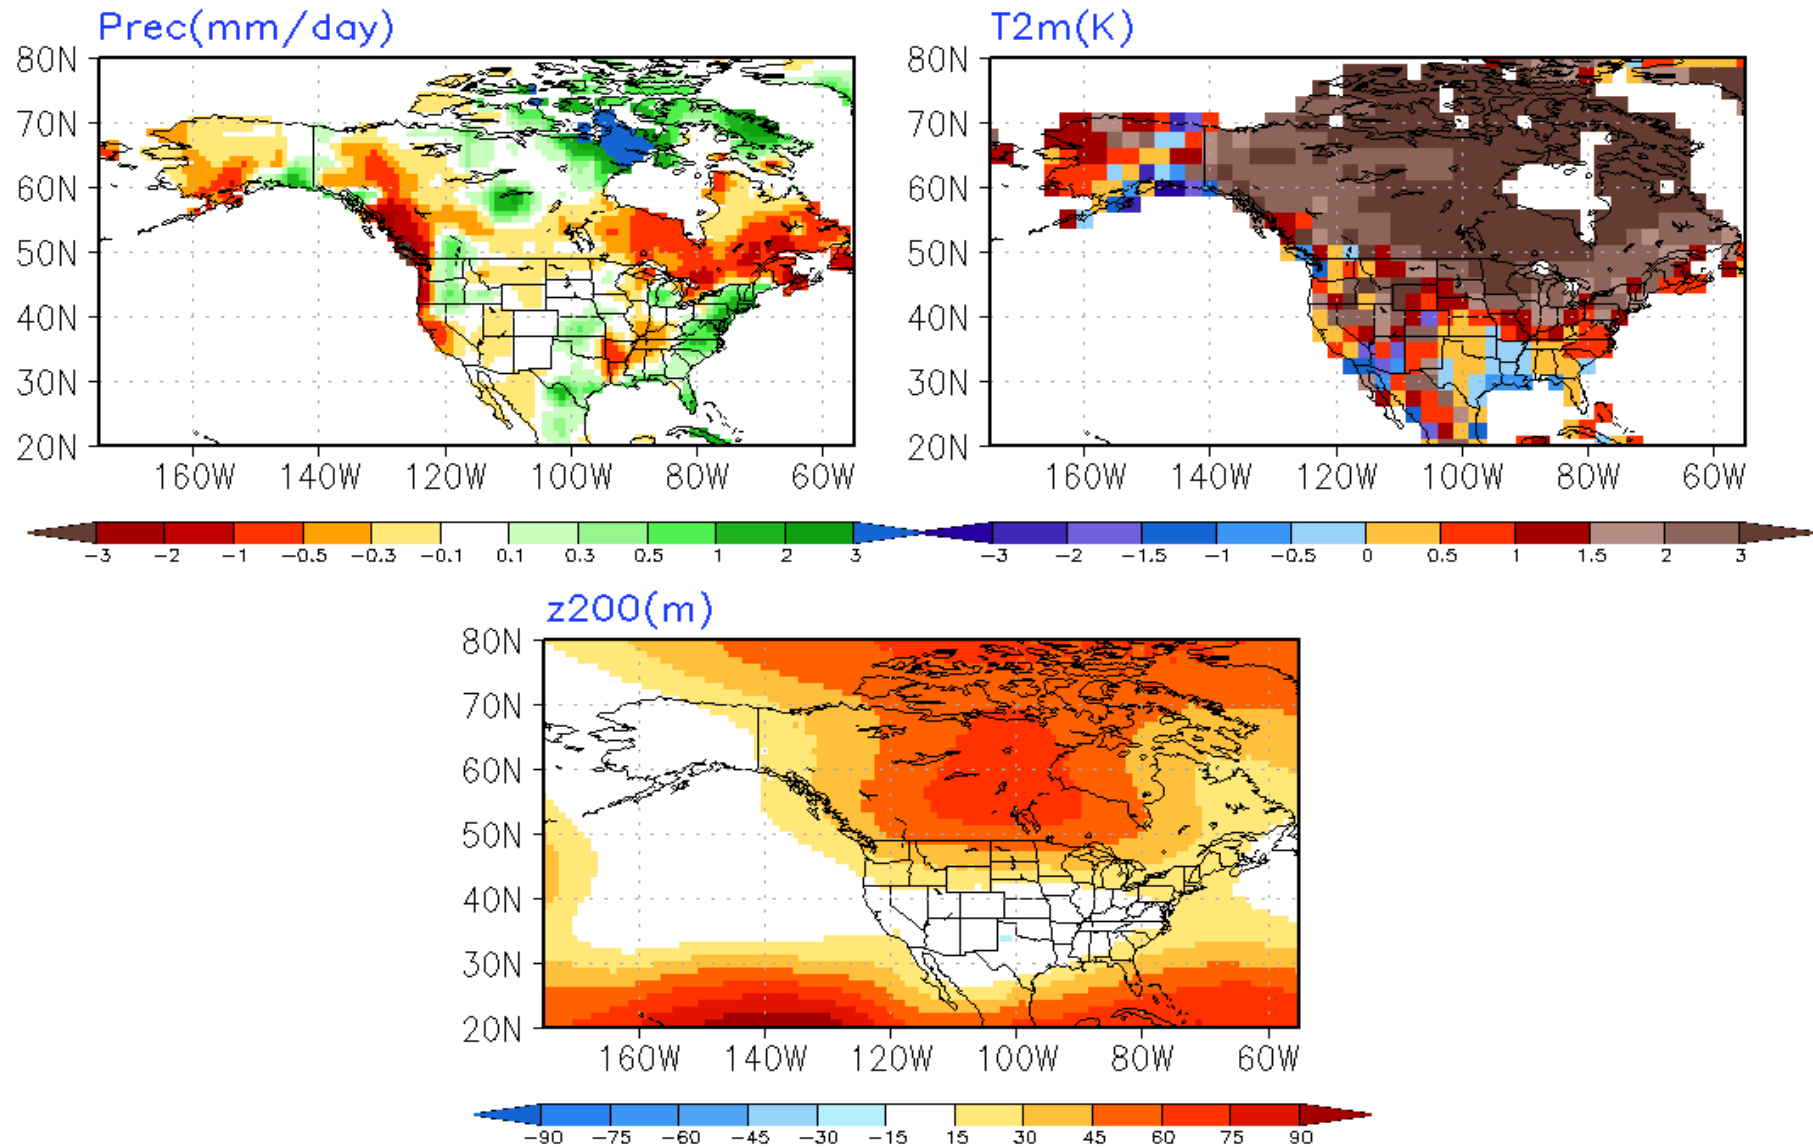 Prec(mm/day)
80N
70N
60N
50N
40N
30N
20N
160W 140W 120W 100W 80W 60W
-3 -2 -1 -0.5 -0.3 -0.1 0.1 0.3 0.5 1 2 3
T2m(K)
80N
70N
60N
50N
40N
30N
20N
160W 140W 120W 100W 80W 60W
-3 -2 -1.5 -1 -0.5 0 0.5 1 1.5 2 3
z200(m)
80N
70N
60N
50N
40N
30N
20N
160W 140W 120W 100W 80W 60W
-90 -75 -60 -45 -30 -15 15 30 45 60 75 90